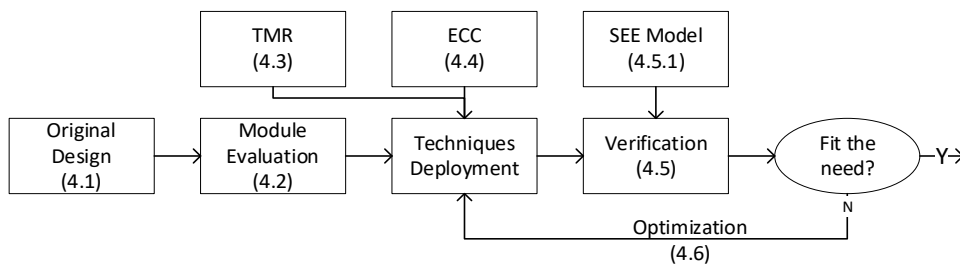 TMR
(4.3)
ECC
(4.4)
SEE Model
(4.5.1)
Original
Design
(4.1)
Module
Evaluation
(4.2)
Techniques
Deployment
Verification
(4.5)
Fit the
need?
Y
N
Optimization
(4.6)